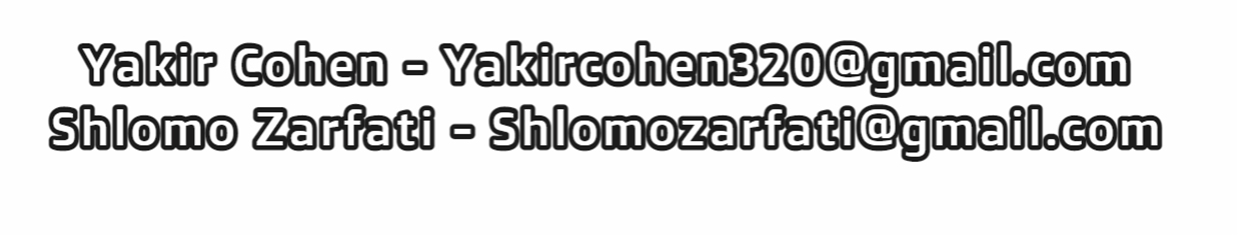 Yakir Cohen - Yakircohen320@gmail.com
Shlomo Zarfati - Shlomozarfati@gmail.com